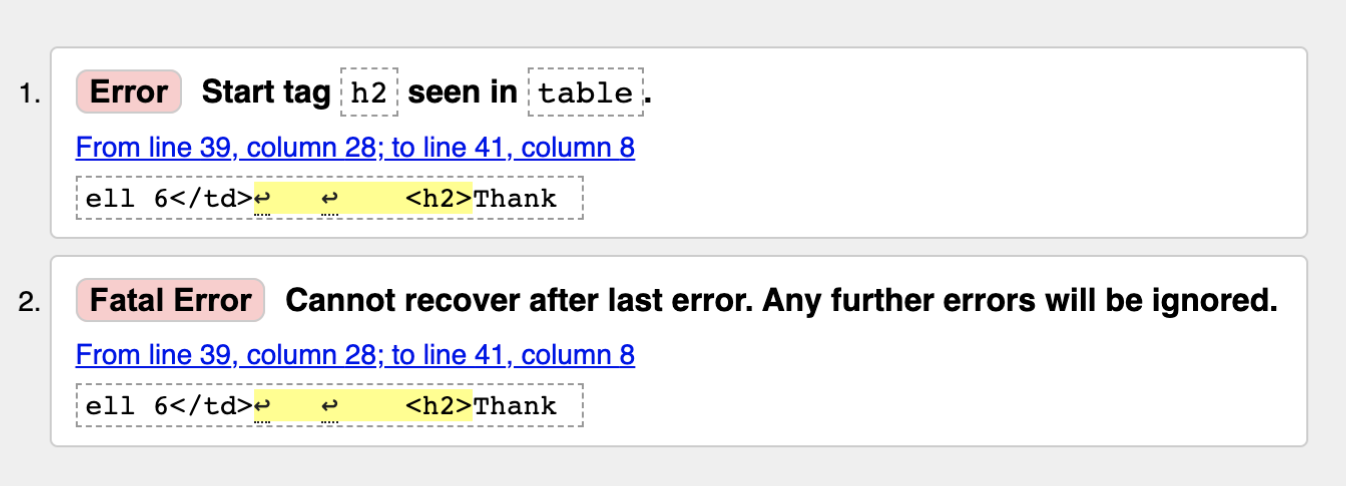 1. Error Start tag h2 seen in table.
From line 39, column 28; to line 41, column 8
ell 6</td>↩ ↩ <h2>Thank
2. Fatal Error Cannot recover after last error. Any further errors will be ignored.
From line 39, column 28; to line 41, column 8
ell 6</td>↩ ↩ <h2>Thank